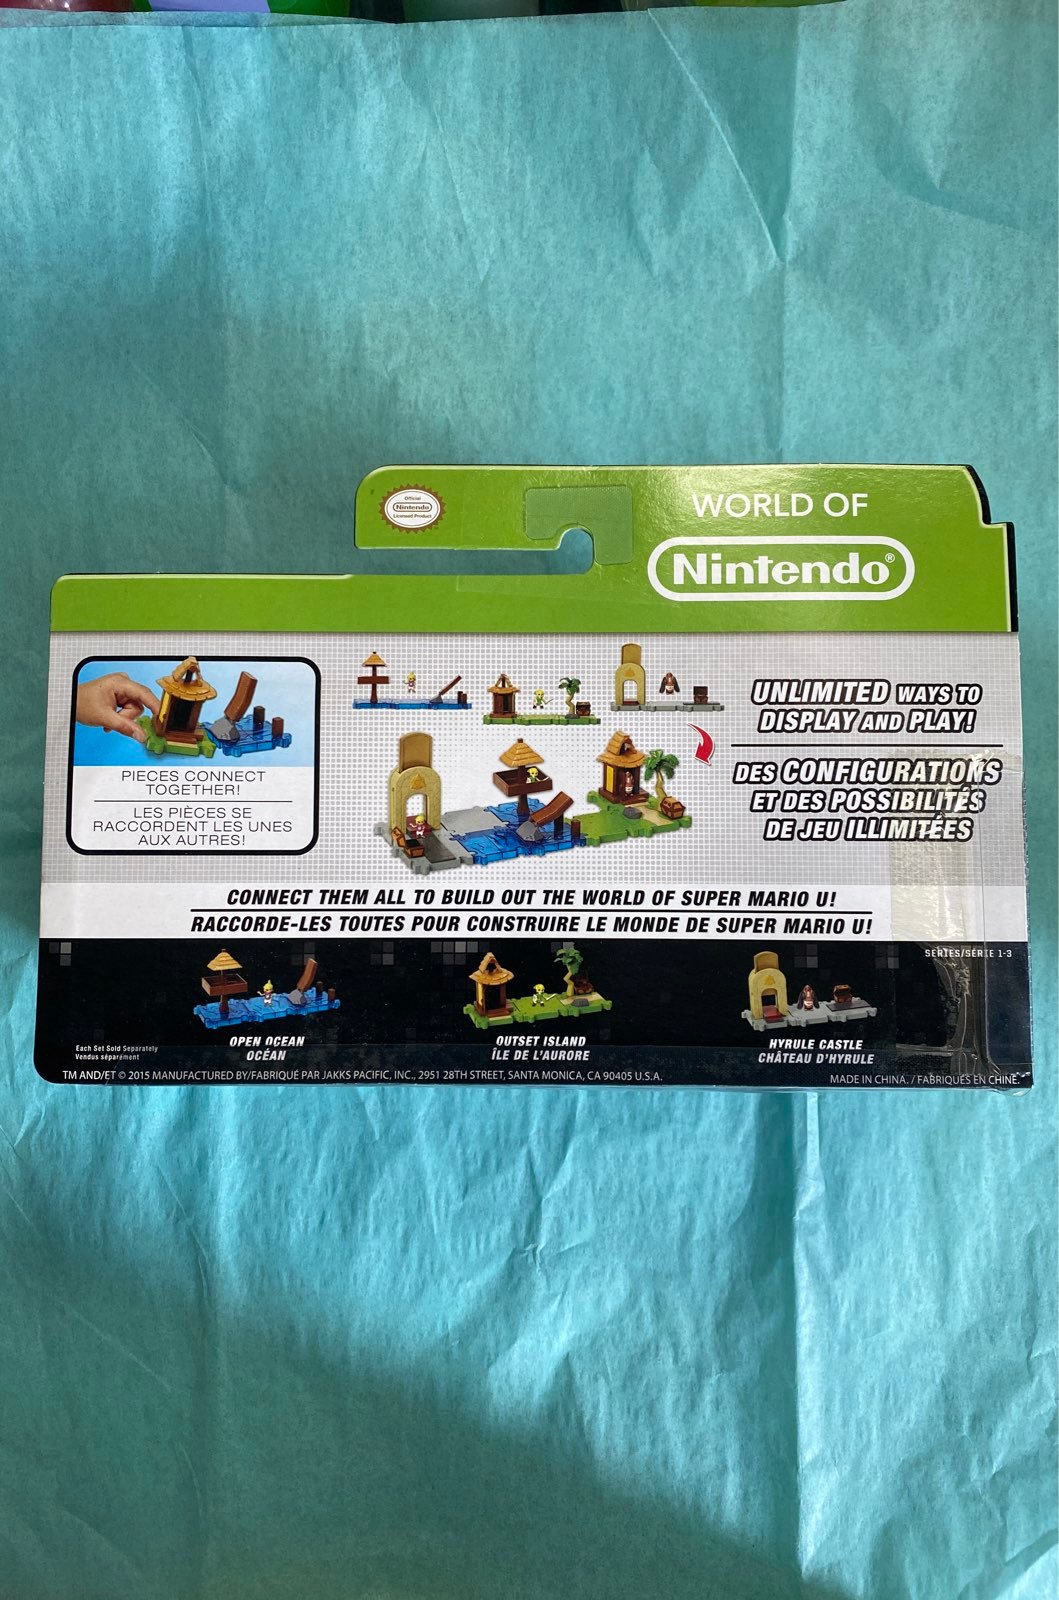 Official
Nintendo
Licensed Product
WORLD OF
Nintendo®
PIECES CONNECT
TOGETHER!
LES PIÈCES SE
RACCORDENT LES UNES
AUX AUTRES!
UNLIMITED WAYS TO
DISPLAY AND PLAY!
DES CONFIGURATIONS
ET DES POSSIBILITÉS
DE JEU ILLIMITÉES
CONNECT THEM ALL TO BUILD OUT THE WORLD OF SUPER MARIO U!
RACCORDE-LES TOUTES POUR CONSTRUIRE LE MONDE DE SUPER MARIO U!
SERIES/SÉRIE 1-3
Each Set Sold Separately
Vendus séparément
OPEN OCEAN
OCÉAN
OUTSET ISLAND
ÎLE DE L'AURORE
HYRULE CASTLE
CHÂTEAU D'HYRULE
TM AND/ET © 2015 MANUFACTURED BY/FABRIQUÉ PAR JAKKS PACIFIC, INC., 2951 28TH STREET, SANTA MONICA, CA 90405 U.S.A.
MADE IN CHINA. / FABRIQUÉS EN CHINE.